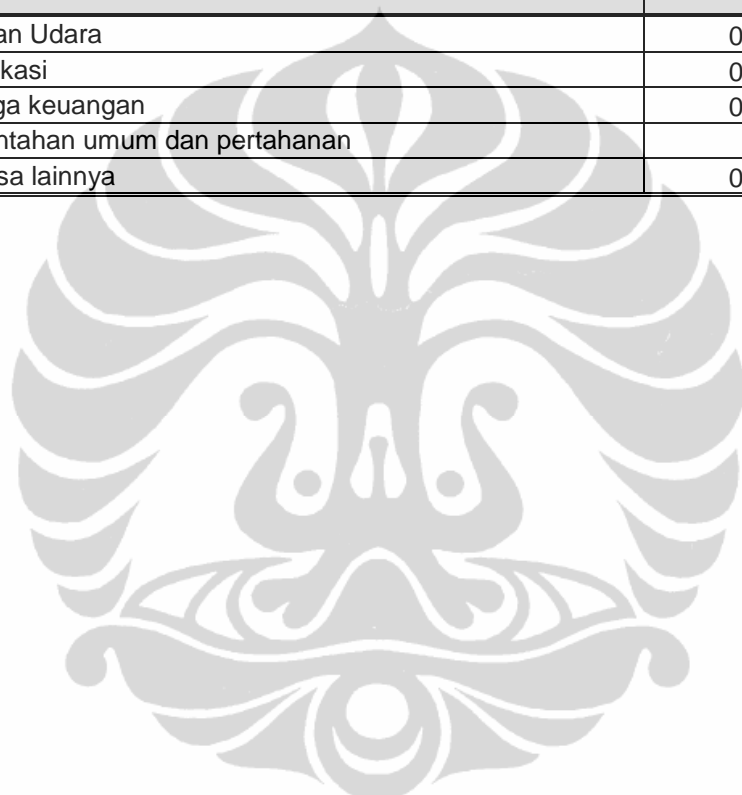 an Udara 0
kasi 0
ga keuangan 0
ntahan umum dan pertahanan
sa lainnya 0